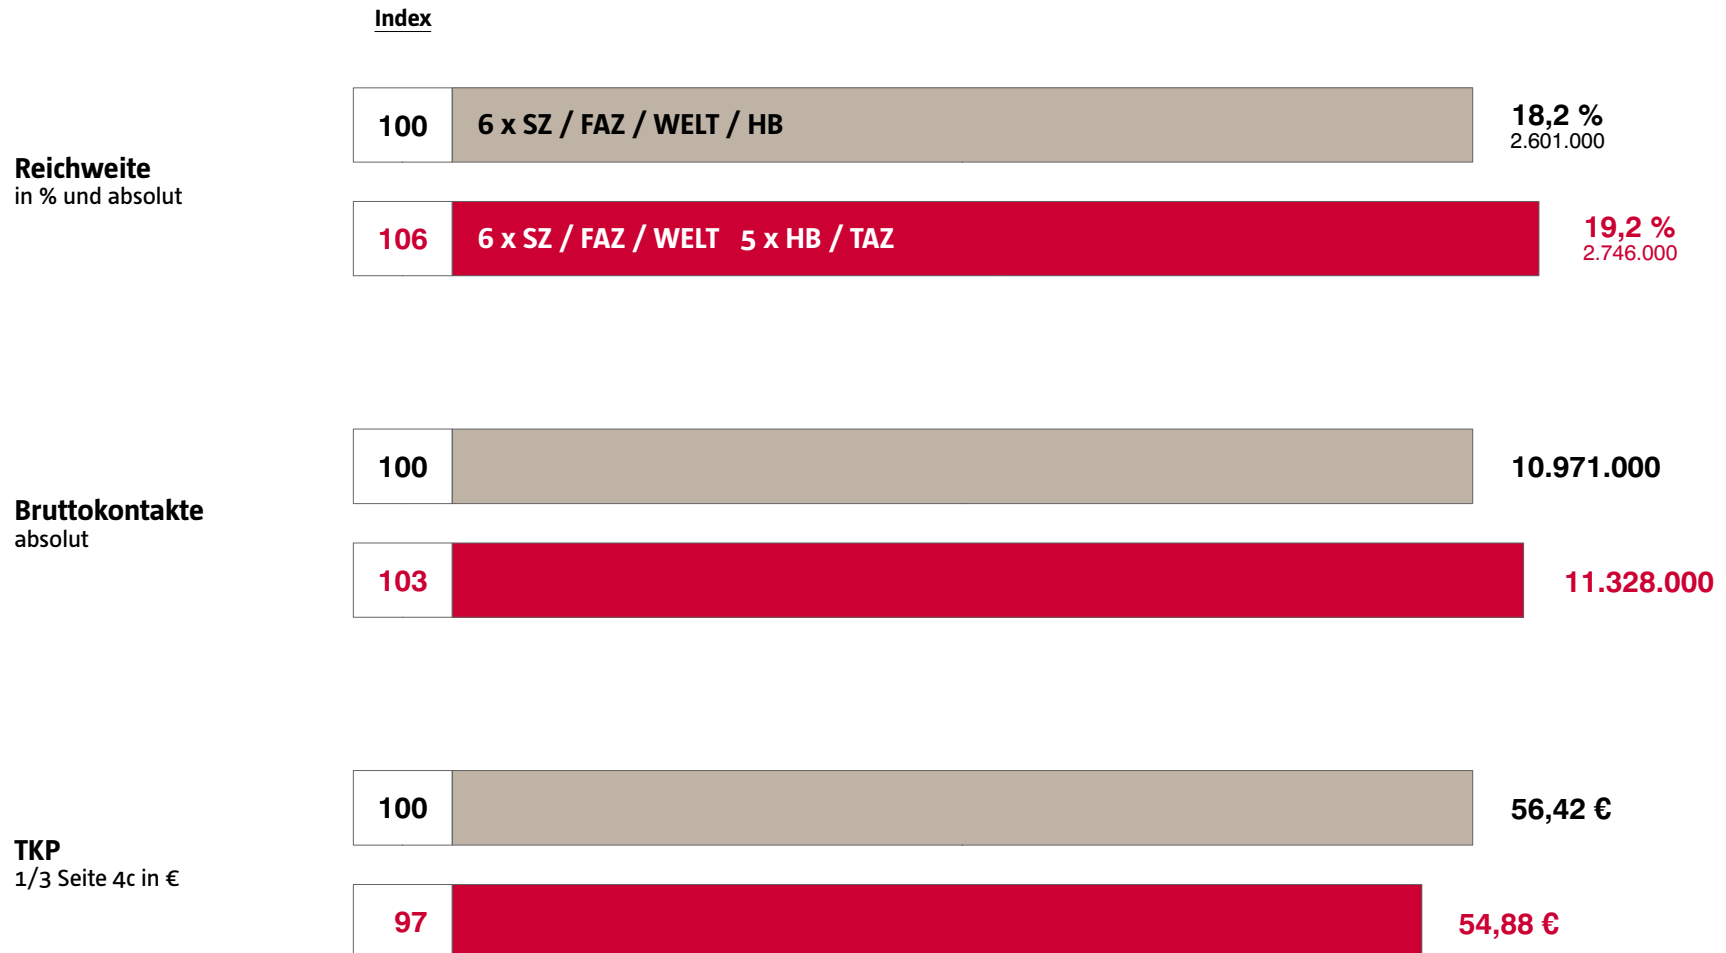 Index
Reichweite
in % und absolut
100 6 x SZ / FAZ / WELT / HB 18,2 %
2.601.000
106 6 x SZ / FAZ / WELT 5 x HB / TAZ 19,2 %
2.746.000
Bruttokontakte
absolut
100 10.971.000
103 11.328.000
TKP
1/3 Seite 4c in €
100 56,42 €
97 54,88 €